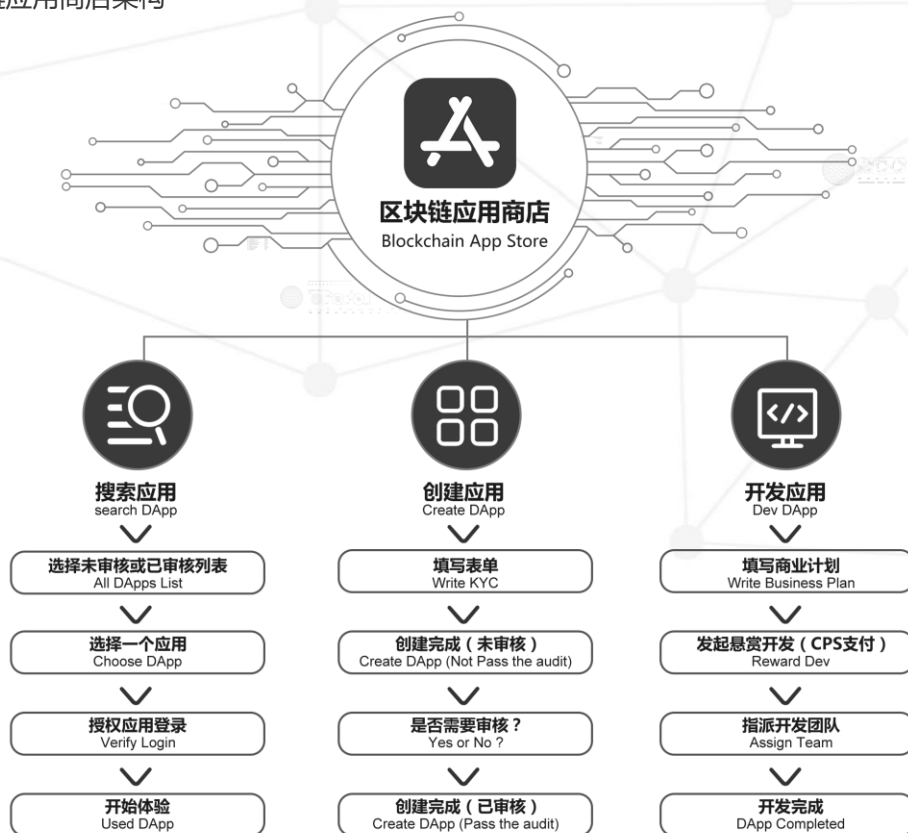 应用商店架构
区块链应用商店
Blockchain App Store
搜索应用
search DApp
选择未审核或已审核列表
All DApps List
选择一个应用
Choose DApp
授权应用登录
Verify Login
开始体验
Used DApp
创建应用
Create DApp
填写表单
Write KYC
创建完成（未审核）
Create DApp (Not Pass the audit)
是否需要审核？
Yes or No ?
创建完成（已审核）
Create DApp (Pass the audit)
开发应用
Dev DApp
填写商业计划
Write Business Plan
发起悬赏开发（CPS支付）
Reward Dev
指派开发团队
Assign Team
开发完成
DApp Completed